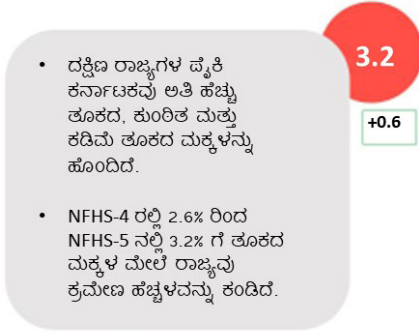 3.2
+0.6
• ದಕ್ಷಿಣ ರಾಜ್ಯಗಳ ಪೈಕಿ
ಕರ್ನಾಟಕವು ಅತಿ ಹೆಚ್ಚು
ತೂಕದ, ಕುಂಠಿತ ಮತ್ತು
ಕಡಿಮೆ ತೂಕದ ಮಕ್ಕಳನ್ನು
ಹೊಂದಿದೆ.
• NFHS-4 ರಲ್ಲಿ 2.6% ರಿಂದ
NFHS-5 ನಲ್ಲಿ 3.2% ಗೆ ತೂಕದ
ಮಕ್ಕಳ ಮೇಲೆ ರಾಜ್ಯವು
ಕ್ರಮೇಣ ಹೆಚ್ಚಳವನ್ನು ಕಂಡಿದೆ.